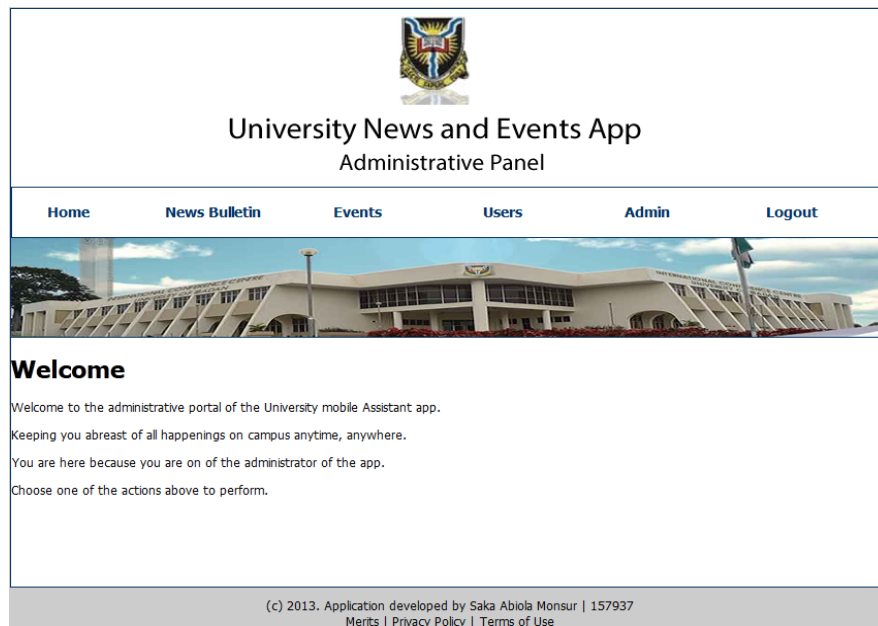 University News and Events App
Administrative Panel
Home News Bulletin Events Users Admin Logout
INTERNATIONAL CONFERENCE CENTRE
Welcome
Welcome to the administrative portal of the University mobile Assistant app.
Keeping you abreast of all happenings on campus anytime, anywhere.
You are here because you are on of the administrator of the app.
Choose one of the actions above to perform.
(c) 2013. Application developed by Saka Abiola Monsur | 157937
Merits | Privacy Policy | Terms of Use